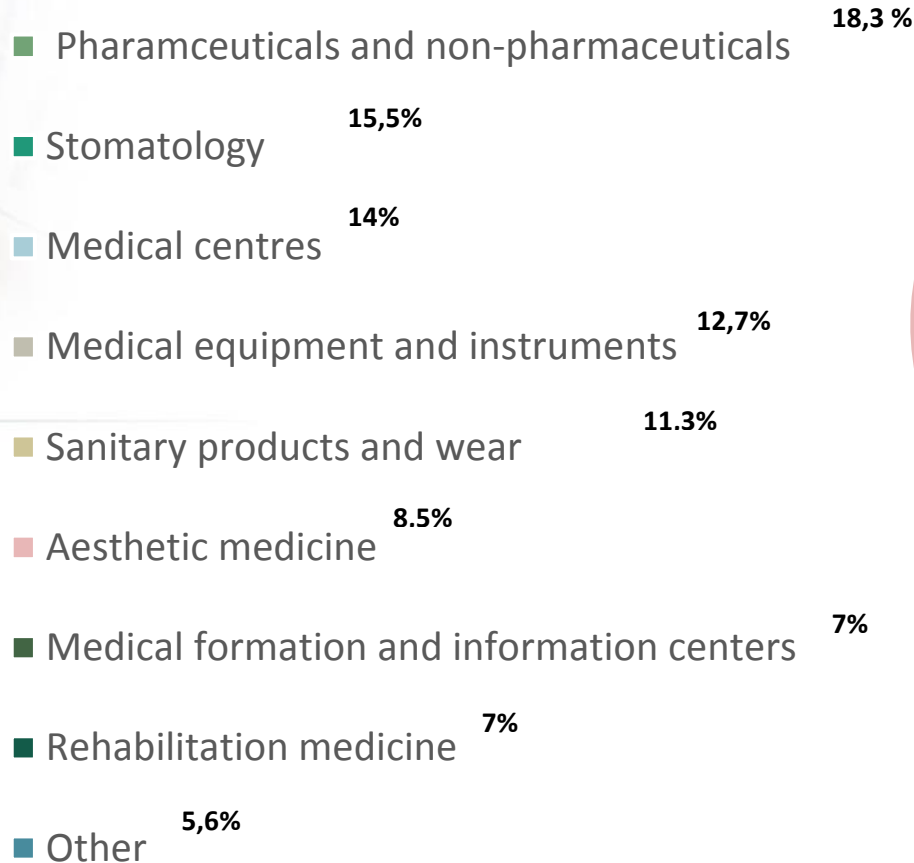 18,3 %
Pharamceuticals and non-pharmaceuticals
15,5%
Stomatology
14%
Medical centres
12,7%
Medical equipment and instruments
11.3%
Sanitary products and wear
8.5%
Aesthetic medicine
7%
Medical formation and information centers
7%
Rehabilitation medicine
5,6%
Other